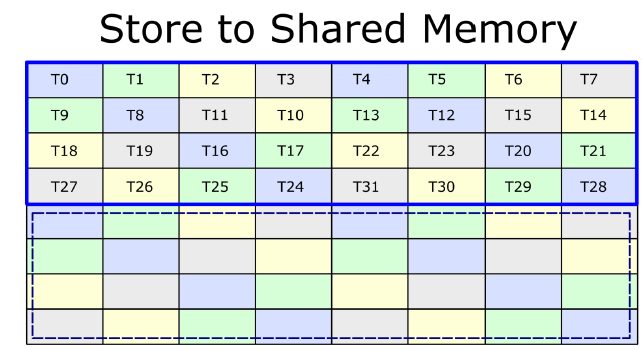 Store to Shared Memory
T0 T1 T2 T3 T4 T5 T6 T7
T9 T8 T11 T10 T13 T12 T15 T14
T18 T19 T16 T17 T22 T23 T20 T21
T27 T26 T25 T24 T31 T30 T29 T28